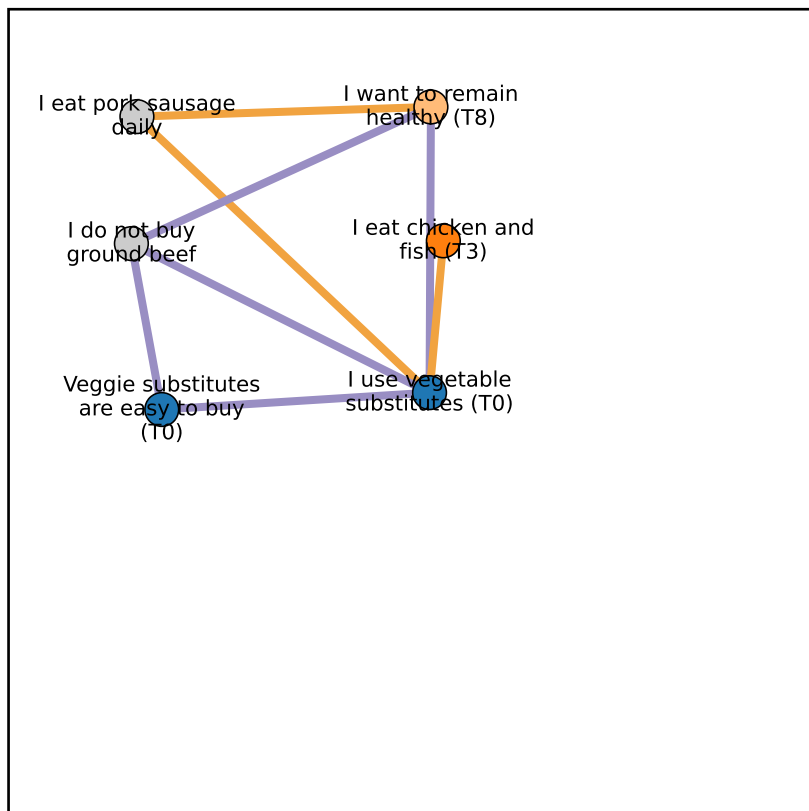 I eat pork sausage
daily
I want to remain
healthy (T8)
I do not buy
ground beef
I eat chicken and
fish (T3)
Veggie substitutes
are easy to buy
(T0)
I use vegetable
substitutes (T0)